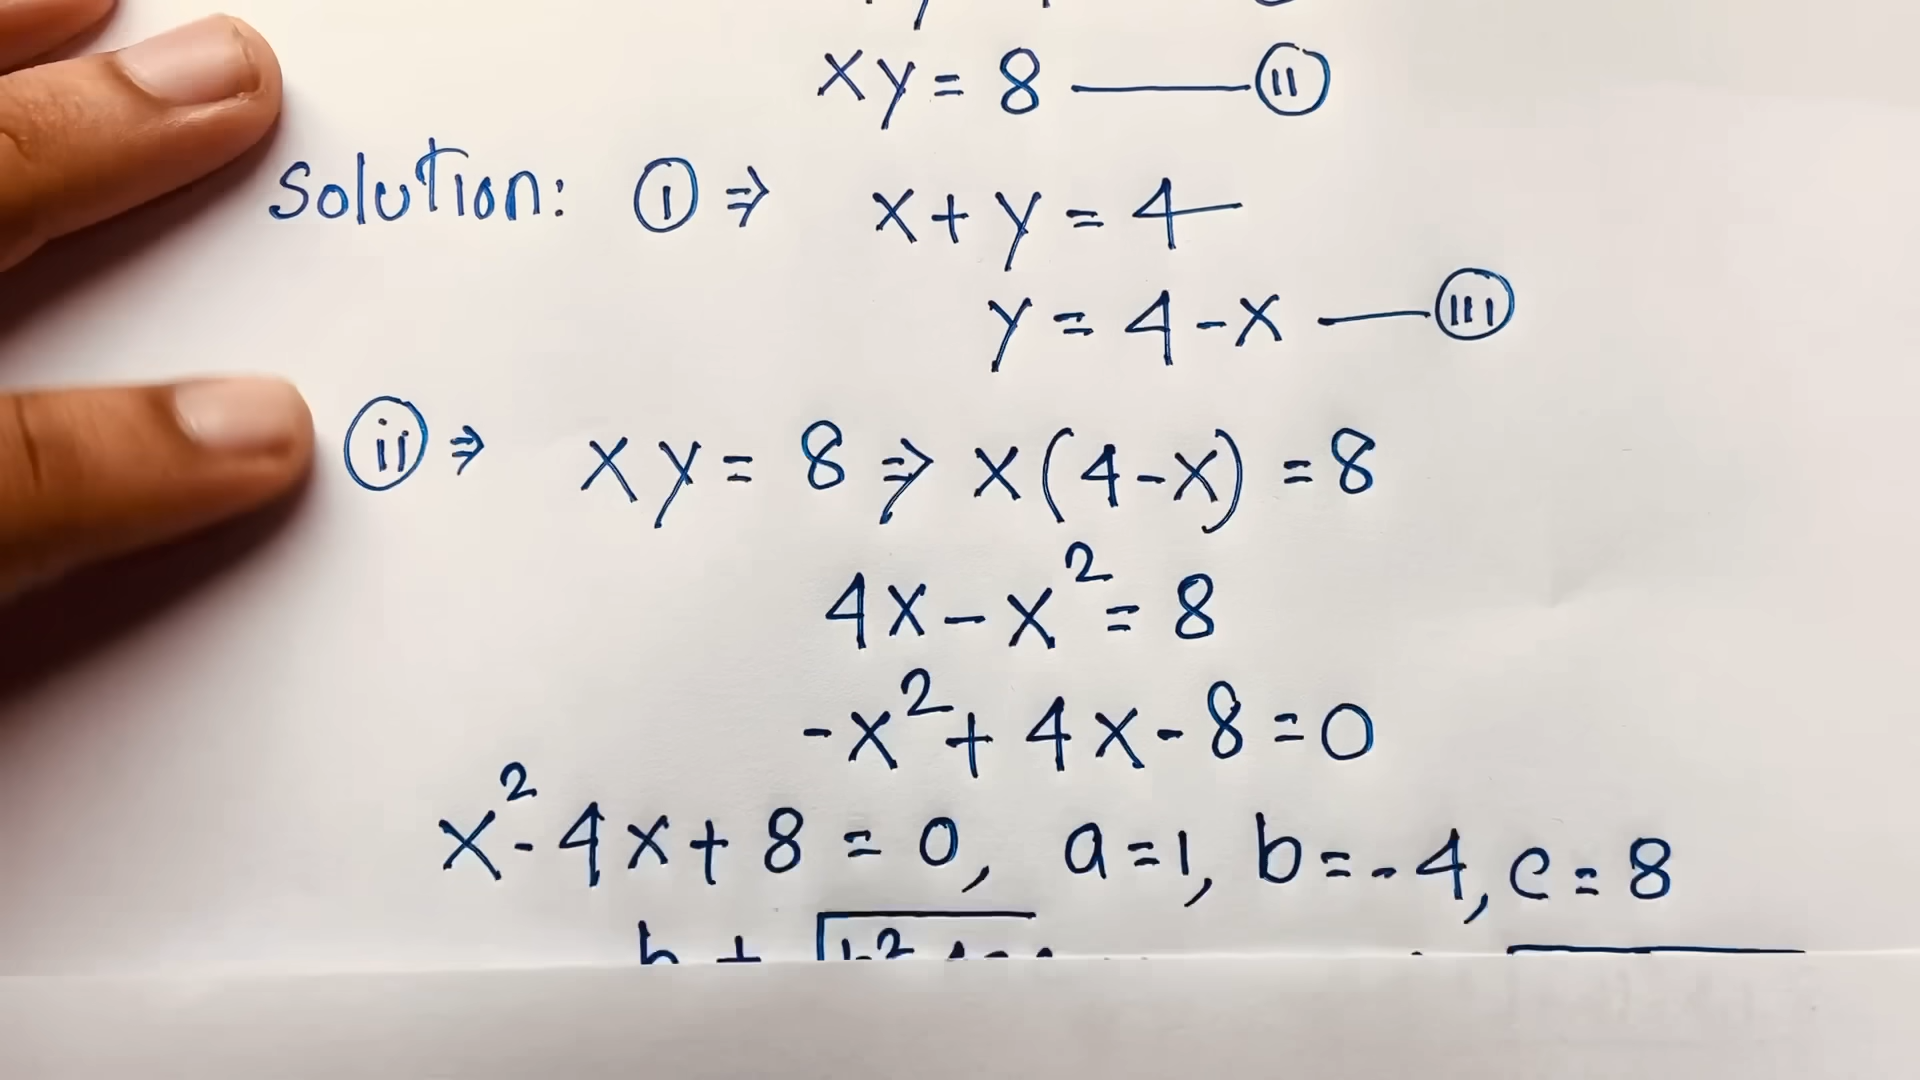 xy = 8 —— (ii)
Solution: (i) ⇒ x + y = 4
y = 4 - x —— (iii)
(ii) ⇒ xy = 8 ⇒ x(4-x) = 8
4x - x² = 8
-x² + 4x - 8 = 0
x² - 4x + 8 = 0, a = 1, b = -4, c = 8